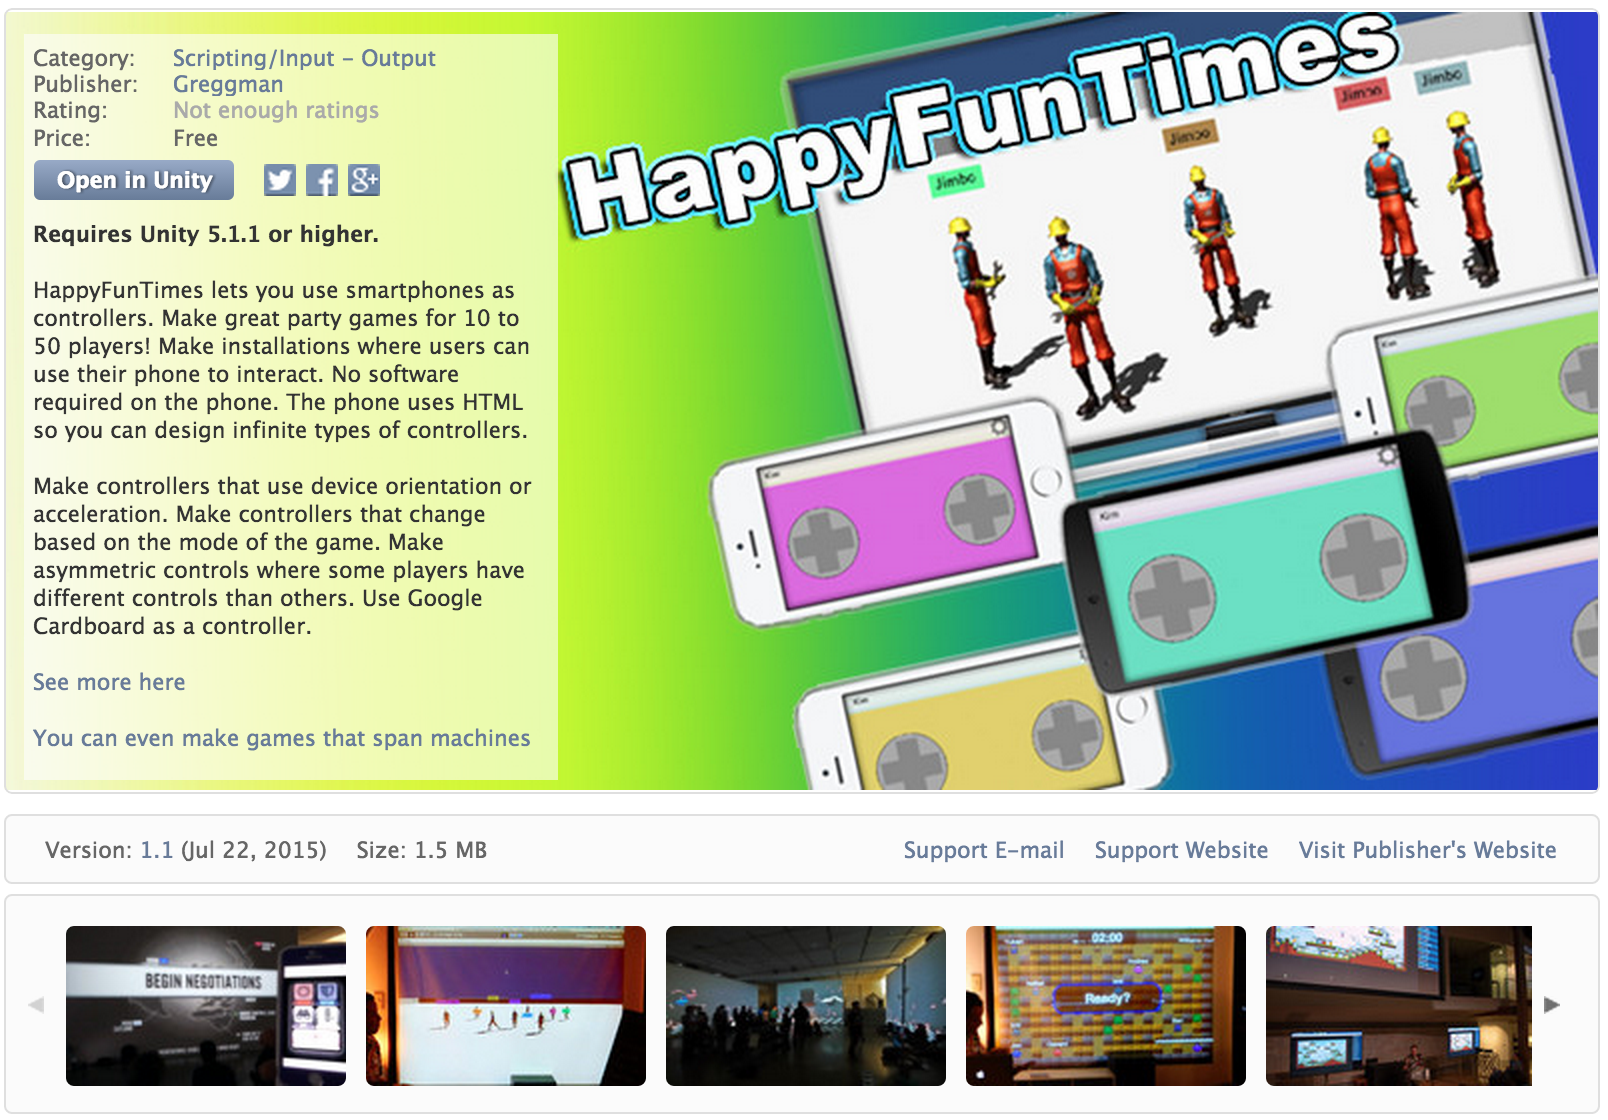 Category: Scripting/Input - Output
Publisher: Greggman
Rating: Not enough ratings
Price: Free
Open in Unity
g+
Requires Unity 5.1.1 or higher.
HappyFunTimes lets you use smartphones as
controllers. Make great party games for 10 to
50 players! Make installations where users can
use their phone to interact. No software
required on the phone. The phone uses HTML
so you can design infinite types of controllers.
Make controllers that use device orientation or
acceleration. Make controllers that change
based on the mode of the game. Make
asymmetric controls where some players have
different controls than others. Use Google
Cardboard as a controller.
See more here
You can even make games that span machines
HappyFunTimes
Jimbo
Jimbo
Jimbo
Jimbo
Version: 1.1 (Jul 22, 2015) Size: 1.5 MB
Support E-mail Support Website Visit Publisher's Website
BEGIN NEGOTIATIONS
02:00
Ready?